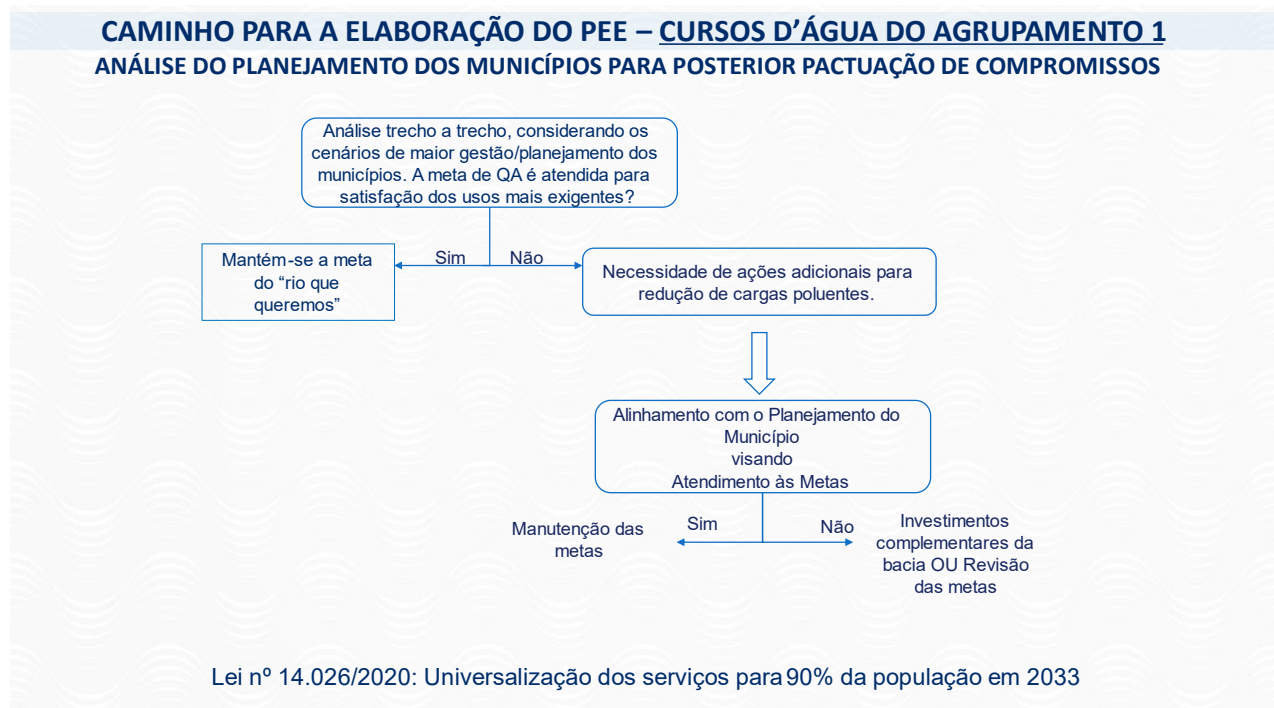 CAMINHO PARA A ELABORAÇÃO DO PEE – CURSOS D’ÁGUA DO AGRUPAMENTO 1
ANÁLISE DO PLANEJAMENTO DOS MUNICÍPIOS PARA POSTERIOR PACTUAÇÃO DE COMPROMISSOS
Análise trecho a trecho, considerando os
cenários de maior gestão/planejamento dos
municípios. A meta de QA é atendida para
satisfação dos usos mais exigentes?
Sim
Não
Mantém-se a meta
do “rio que
queremos”
Necessidade de ações adicionais para
redução de cargas poluentes.
Alinhamento com o Planejamento do
Município
visando
Atendimento às Metas
Sim
Não
Manutenção das
metas
Investimentos
complementares da
bacia OU Revisão
das metas
Lei nº 14.026/2020: Universalização dos serviços para 90% da população em 2033